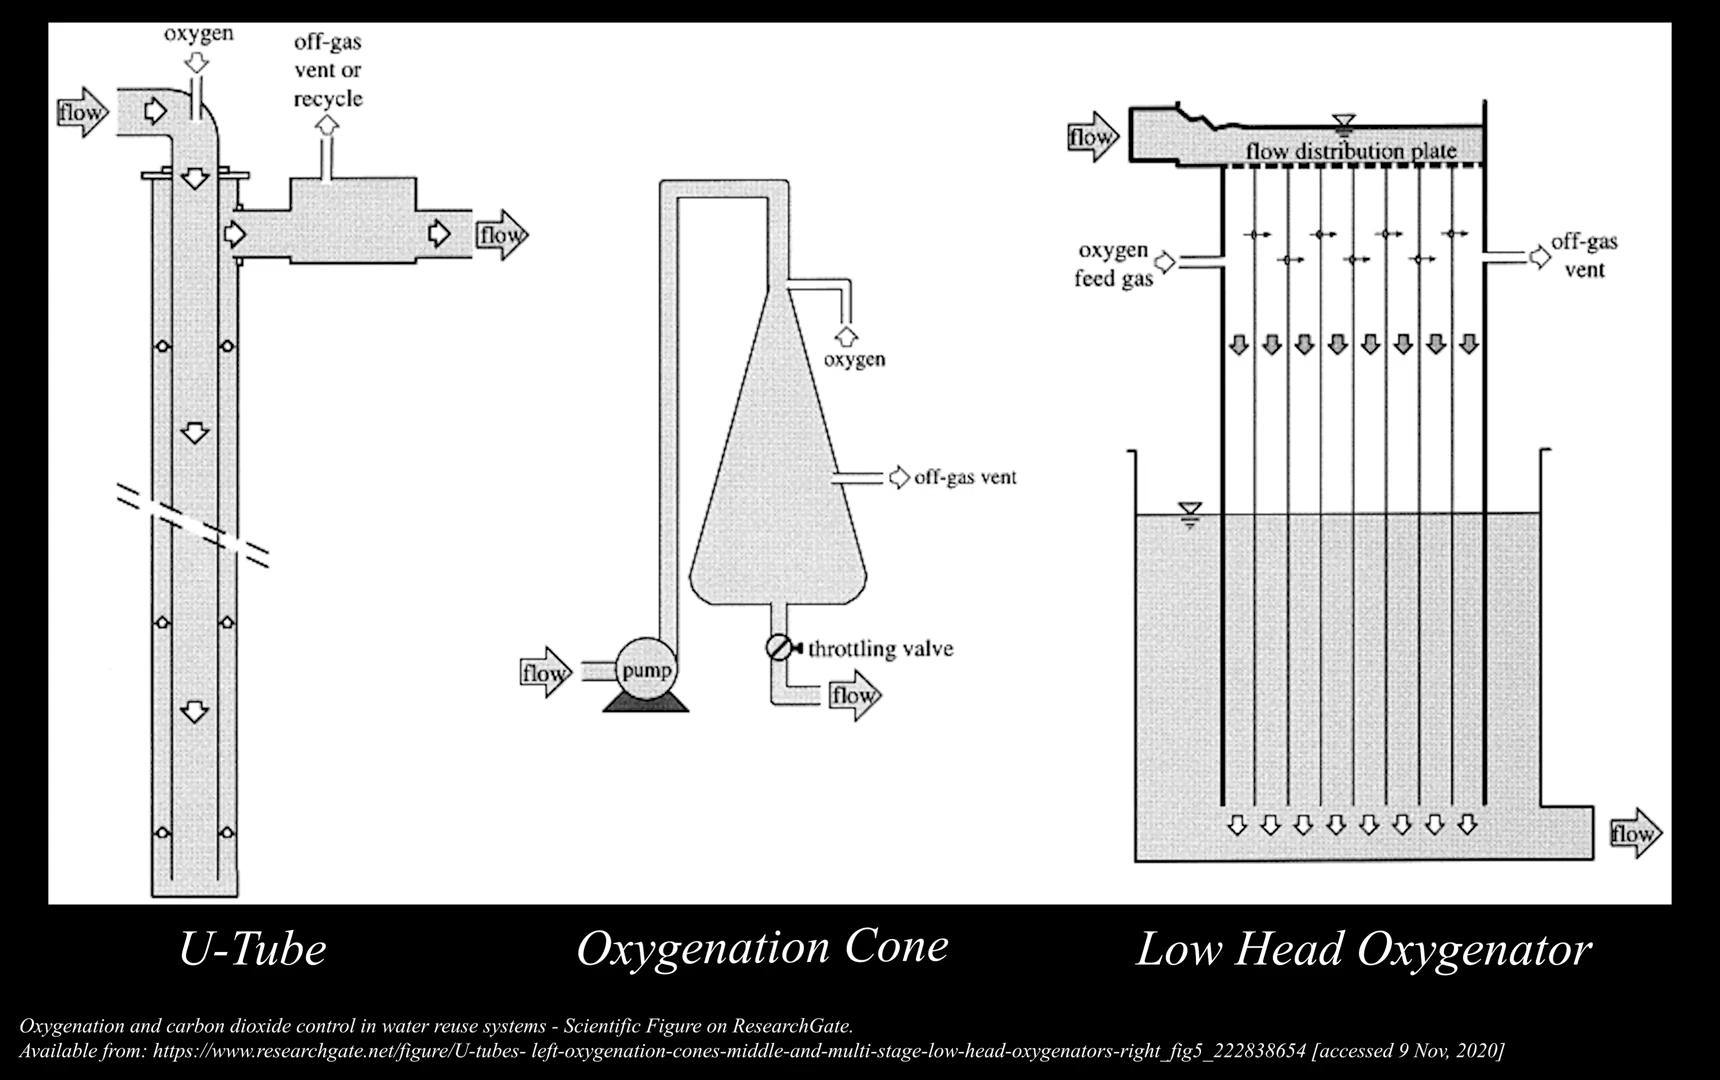 oxygen
off-gas
vent or
recycle
flow
flow
oxygen
off-gas vent
throttling valve
flow
pump
flow
flow
flow distribution plate
oxygen
feed gas
off-gas
vent
flow
U-Tube
Oxygenation Cone
Low Head Oxygenator
Oxygenation and carbon dioxide control in water reuse systems - Scientific Figure on ResearchGate.
Available from: https://www.researchgate.net/figure/U-tubes- left-oxygenation-cones-middle-and-multi-stage-low-head-oxygenators-right_fig5_222838654 [accessed 9 Nov, 2020]